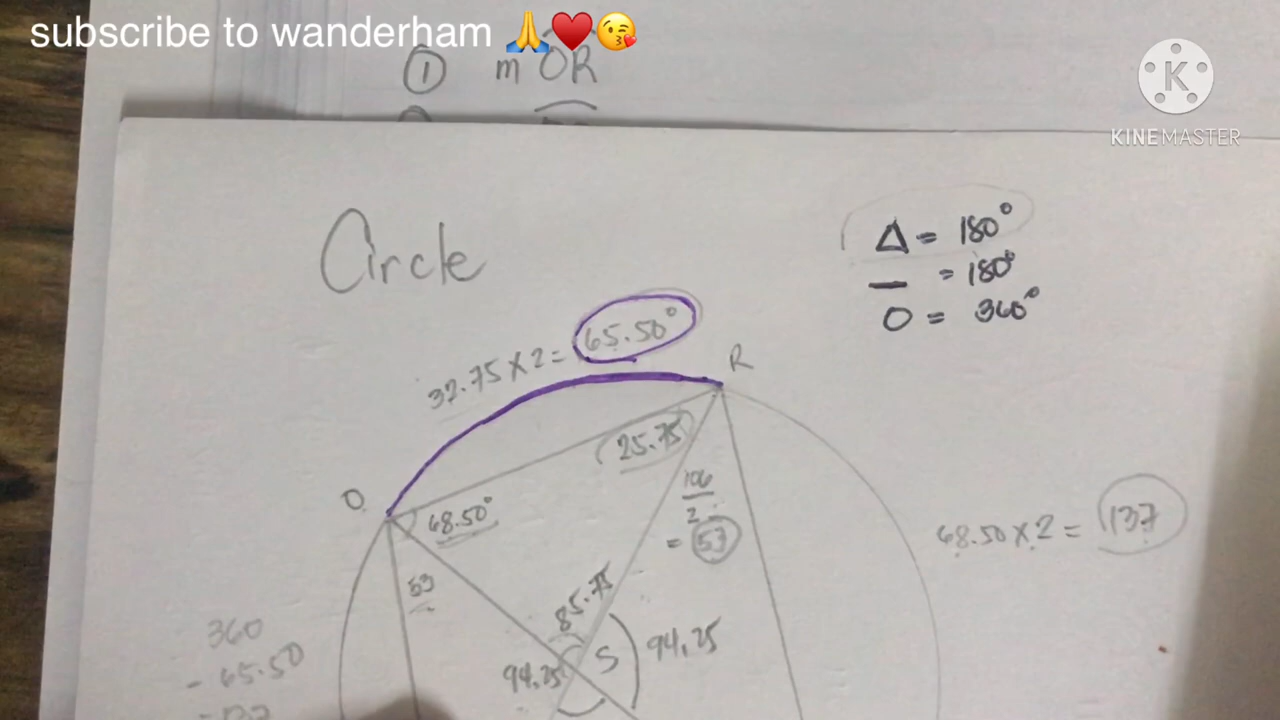 subscribe to wanderham 🙏❤️😘
① m OR
K
KINEMASTER
Circle
Δ = 180°
— = 180°
O = 360°
32.75 x 2 = 65.50°
R
O
25.75
68.50°
106
2
= 53
53
68.50 x 2 = 137
85.75
S
94.25
94.25
360
- 65.50
- 137